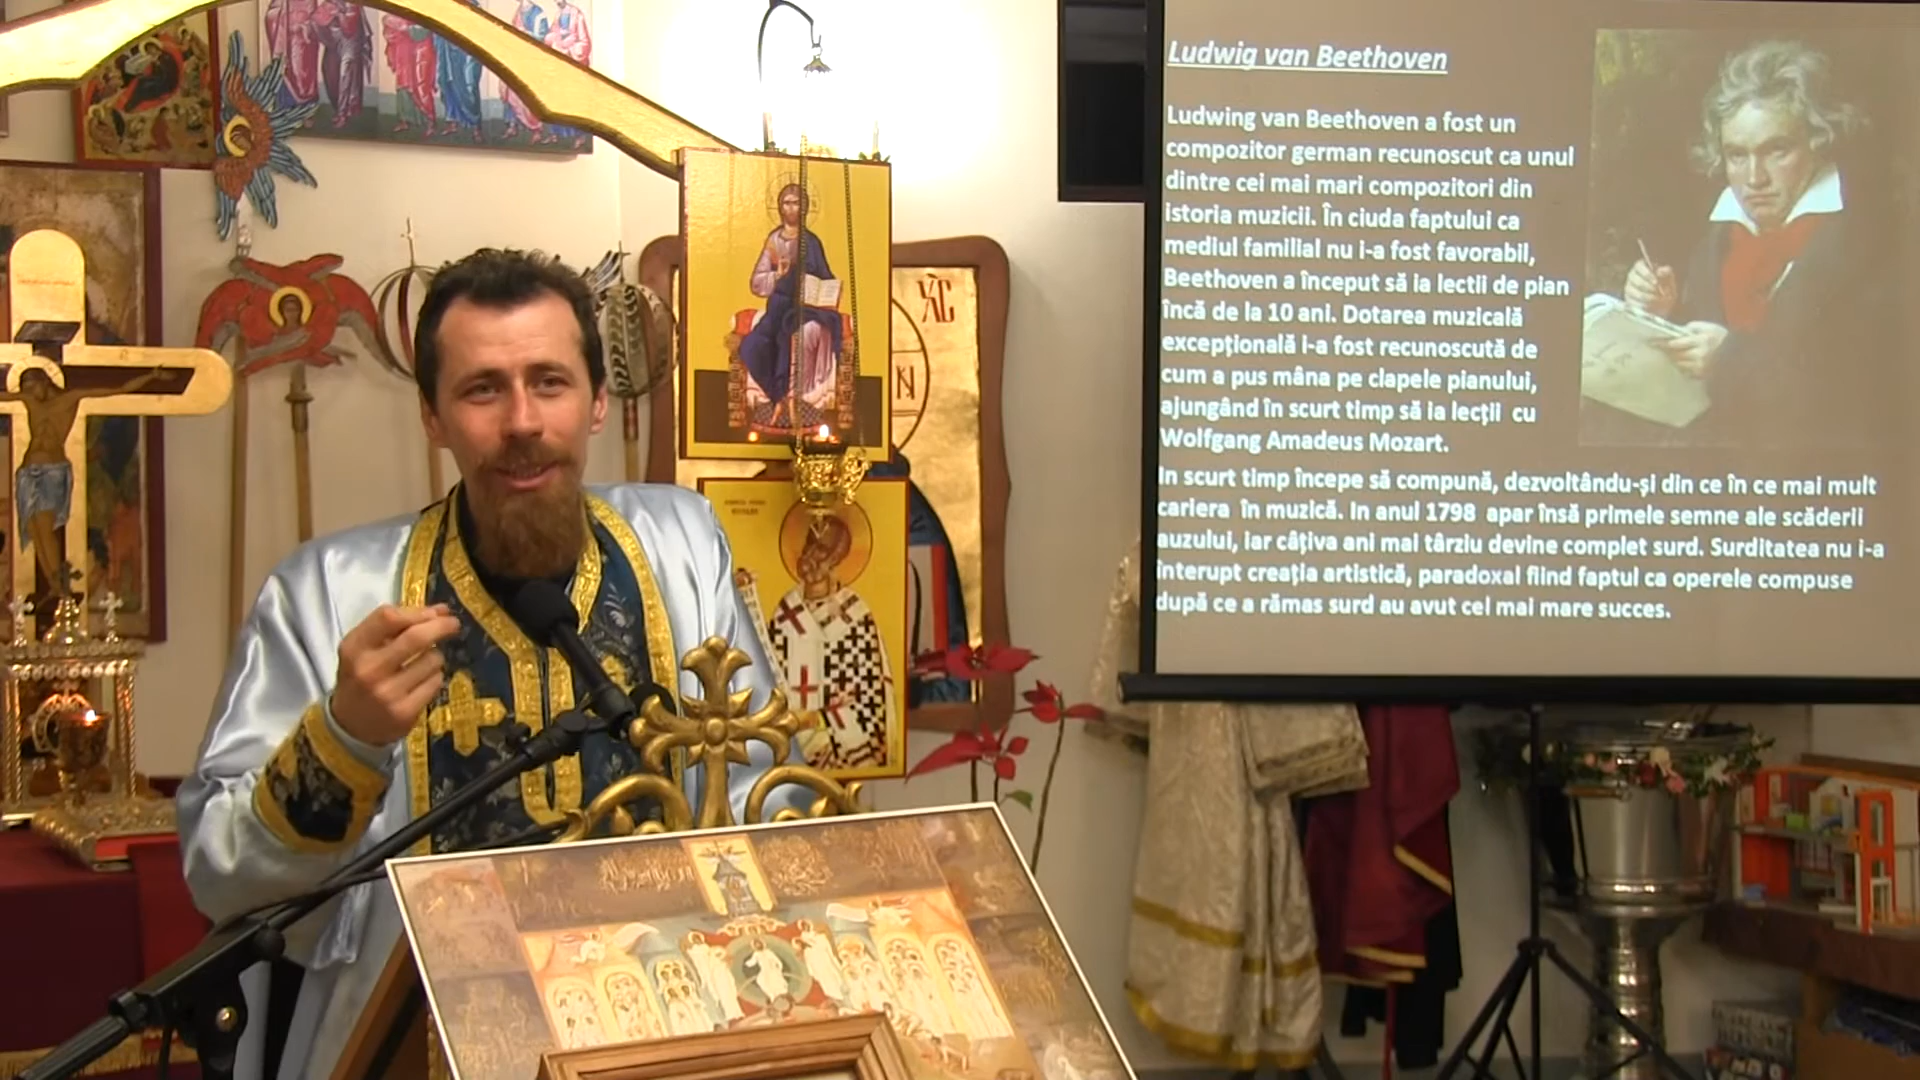 Ludwig van Beethoven
Ludwing van Beethoven a fost un
compozitor german recunoscut ca unul
dintre cei mai mari compozitori din
istoria muzicii. În ciuda faptului ca
mediul familial nu i-a fost favorabil,
Beethoven a început să ia lectii de pian
încă de la 10 ani. Dotarea muzicală
excepțională i-a fost recunoscută de
cum a pus mâna pe clapele pianului,
ajungând în scurt timp să ia lecții cu
Wolfgang Amadeus Mozart.
In scurt timp începe să compună, dezvoltându-și din ce în ce mai mult
cariera în muzică. In anul 1798 apar însă primele semne ale scăderii
auzului, iar câțiva ani mai târziu devine complet surd. Surditatea nu i-a
interupt creația artistică, paradoxal fiind faptul ca operele compuse
după ce a rămas surd au avut cel mai mare succes.